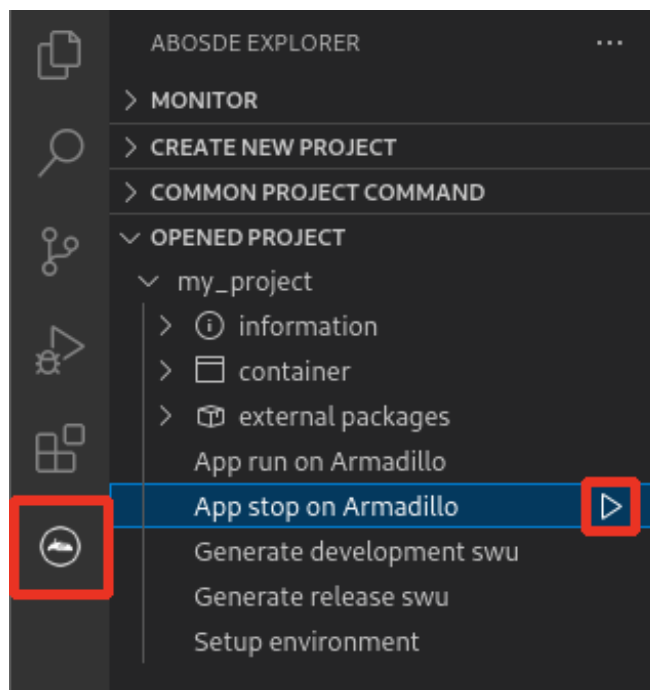 ABOSDE EXPLORER
MONITOR
CREATE NEW PROJECT
COMMON PROJECT COMMAND
OPENED PROJECT
my_project
information
container
external packages
App run on Armadillo
App stop on Armadillo
Generate development swu
Generate release swu
Setup environment